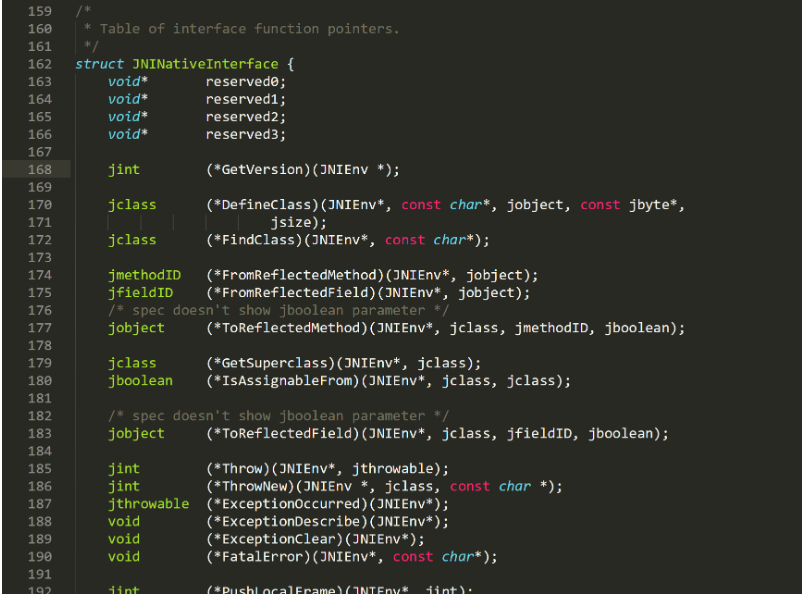 159 /*
160  * Table of interface function pointers.
161  */
162 struct JNINativeInterface {
163     void*       reserved0;
164     void*       reserved1;
165     void*       reserved2;
166     void*       reserved3;
167
168     jint        (*GetVersion)(JNIEnv *);
169
170     jclass      (*DefineClass)(JNIEnv*, const char*, jobject, const jbyte*,
171                         jsize);
172     jclass      (*FindClass)(JNIEnv*, const char*);
173
174     jmethodID   (*FromReflectedMethod)(JNIEnv*, jobject);
175     jfieldID    (*FromReflectedField)(JNIEnv*, jobject);
176     /* spec doesn't show jboolean parameter */
177     jobject     (*ToReflectedMethod)(JNIEnv*, jclass, jmethodID, jboolean);
178
179     jclass      (*GetSuperclass)(JNIEnv*, jclass);
180     jboolean    (*IsAssignableFrom)(JNIEnv*, jclass, jclass);
181
182     /* spec doesn't show jboolean parameter */
183     jobject     (*ToReflectedField)(JNIEnv*, jclass, jfieldID, jboolean);
184
185     jint        (*Throw)(JNIEnv*, jthrowable);
186     jint        (*ThrowNew)(JNIEnv *, jclass, const char *);
187     jthrowable  (*ExceptionOccurred)(JNIEnv*);
188     void        (*ExceptionDescribe)(JNIEnv*);
189     void        (*ExceptionClear)(JNIEnv*);
190     void        (*FatalError)(JNIEnv*, const char*);
191
192     jint        (*PushLocalFrame)(JNIEnv*, jint);